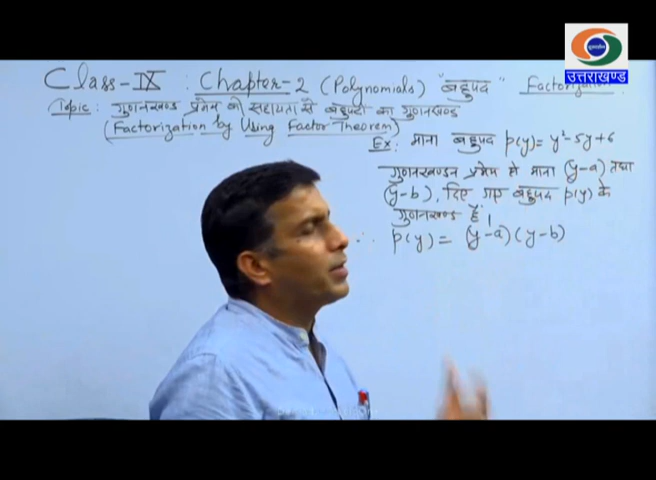 Class-IX : Chapter-2 (Polynomials) "बहुपद" Factorization
Topic: गुणनखण्ड प्रमेय की सहायता से बहुपदों का गुणनखण्ड
(Factorization by Using Factor Theorem)
Ex: माना बहुपद p(y)= y²-5y+6
गुणनखण्डन प्रमेय से माना (y-a) तथा
(y-b), दिए गए बहुपद p(y) के
गुणनखण्ड हैं।
∴ p(y) = (y-a)(y-b)
उत्तराखण्ड